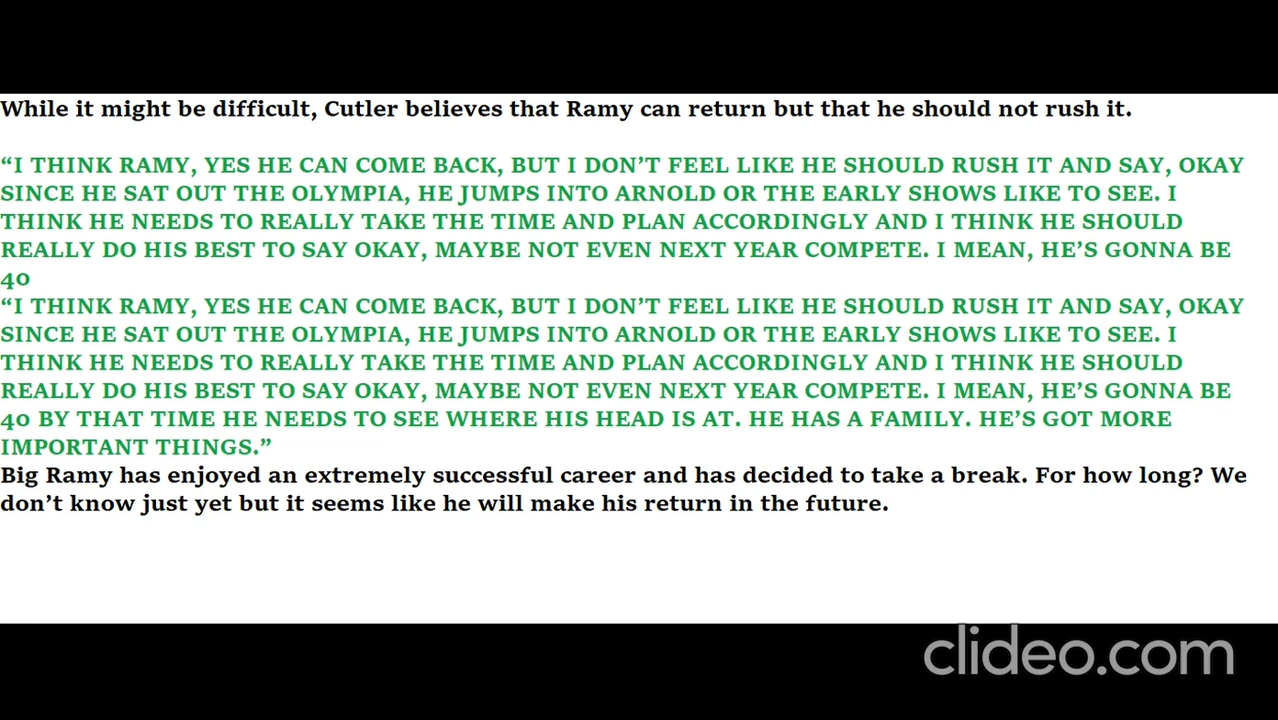 While it might be difficult, Cutler believes that Ramy can return but that he should not rush it.
“I THINK RAMY, YES HE CAN COME BACK, BUT I DON’T FEEL LIKE HE SHOULD RUSH IT AND SAY, OKAY
SINCE HE SAT OUT THE OLYMPIA, HE JUMPS INTO ARNOLD OR THE EARLY SHOWS LIKE TO SEE. I
THINK HE NEEDS TO REALLY TAKE THE TIME AND PLAN ACCORDINGLY AND I THINK HE SHOULD
REALLY DO HIS BEST TO SAY OKAY, MAYBE NOT EVEN NEXT YEAR COMPETE. I MEAN, HE’S GONNA BE
40
“I THINK RAMY, YES HE CAN COME BACK, BUT I DON’T FEEL LIKE HE SHOULD RUSH IT AND SAY, OKAY
SINCE HE SAT OUT THE OLYMPIA, HE JUMPS INTO ARNOLD OR THE EARLY SHOWS LIKE TO SEE. I
THINK HE NEEDS TO REALLY TAKE THE TIME AND PLAN ACCORDINGLY AND I THINK HE SHOULD
REALLY DO HIS BEST TO SAY OKAY, MAYBE NOT EVEN NEXT YEAR COMPETE. I MEAN, HE’S GONNA BE
40 BY THAT TIME HE NEEDS TO SEE WHERE HIS HEAD IS AT. HE HAS A FAMILY. HE’S GOT MORE
IMPORTANT THINGS.”
Big Ramy has enjoyed an extremely successful career and has decided to take a break. For how long? We
don’t know just yet but it seems like he will make his return in the future.
clideo.com